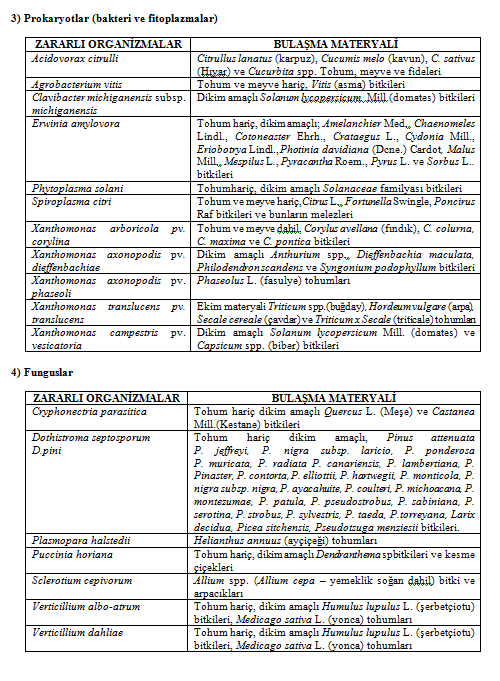 3) Prokaryotlar (bakteri ve fitoplazmalar)
ZARARLI ORGANİZMALAR BULAŞMA MATERYALİ
Acidovorax citrulli Citrullus lanatus (karpuz), Cucumis melo (kavun), C. sativus
(Hıyar) ve Cucurbita spp. Tohum, meyve ve fideleri
Agrobacterium vitis Tohum ve meyve hariç, Vitis (asma) bitkileri
Clavibacter michiganensis subsp. Dikim amaçlı Solanum lycopersicum Mill.(domates) bitkileri
michiganensis
Erwinia amylovora Tohum hariç, dikim amaçlı; Amelanchier Med., Chaenomeles
Lindl., Cotoneaster Ehrh., Crataegus L., Cydonia Mill.,
Eriobotrya Lindl., Photinia davidiana (Dcne.) Cardot, Malus
Mill., Mespilus L., Pyracantha Roem., Pyrus L. ve Sorbus L..
bitkileri
Phytoplasma solani Tohumhariç, dikim amaçlı Solanaceae familyası bitkileri
Spiroplasma citri Tohum ve meyve hariç, Citrus L., Fortunella Swingle, Poncirus
Raf bitkileri ve bunların melezleri
Xanthomonas arboricola pv. Tohum ve meyve dahil, Corylus avellana (fındık), C. colurna,
corylina C. maxima ve C. pontica bitkileri
Xanthomonas axonopodis pv. Dikim amaçlı Anthurium spp., Dieffenbachia maculata,
dieffenbachiae Philodendron scandens ve Syngonium podophyllum bitkileri
Xanthomonas axonopodis pv. Phaseolus L. (fasulye) tohumları
phaseoli
Xanthomonas translucens pv. Ekim materyali Triticum spp.(buğday), Hordeum vulgare (arpa),
translucens Secale cereale (çavdar) ve Triticum x Secale (triticale) tohumları
Xanthomonas campestris pv. Dikim amaçlı Solanum lycopersicum Mill. (domates) ve
vesicatoria Capsicum spp. (biber) bitkileri
4) Funguslar
ZARARLI ORGANİZMALAR BULAŞMA MATERYALİ
Cryphonectria parasitica Tohum hariç dikim amaçlı Quercus L. (Meşe) ve Castanea
Mill.(Kestane) bitkileri
Dothistroma septosporum Tohum hariç dikim amaçlı, Pinus attenuata
D.pini P. jeffreyi, P. nigra subsp. laricio, P. ponderosa
P. muricata, P. radiata P. canariensis, P. lambertiana, P.
Pinaster, P. contorta, P. elliottii, P. hartwegii, P. monticola, P.
nigra subsp. nigra, P. ayacahuite, P. coulteri, P. michoacana, P.
montezumae, P. patula, P. pseudostrobus, P. sabiniana, P.
serotina, P. strobus, P. sylvestris, P. taeda, P.torreyana, Larix
decidua, Picea sitchensis, Pseudotsuga menziesii bitkileri.
Plasmopara halstedii Helianthus annuus (ayçiçeği) tohumları
Puccinia horiana Tohum hariç, dikim amaçlı Dendranthema spbitkileri ve kesme
çiçekleri
Sclerotium cepivorum Allium spp. (Allium cepa – yemeklik soğan dahil) bitki ve
arpacıkları
Verticillium albo-atrum Tohum hariç, dikim amaçlı Humulus lupulus L. (şerbetçiotu)
bitkileri, Medicago sativa L. (yonca) tohumları
Verticillium dahliae Tohum hariç, dikim amaçlı Humulus lupulus L. (şerbetçiotu)
bitkileri, Medicago sativa L. (yonca) tohumları